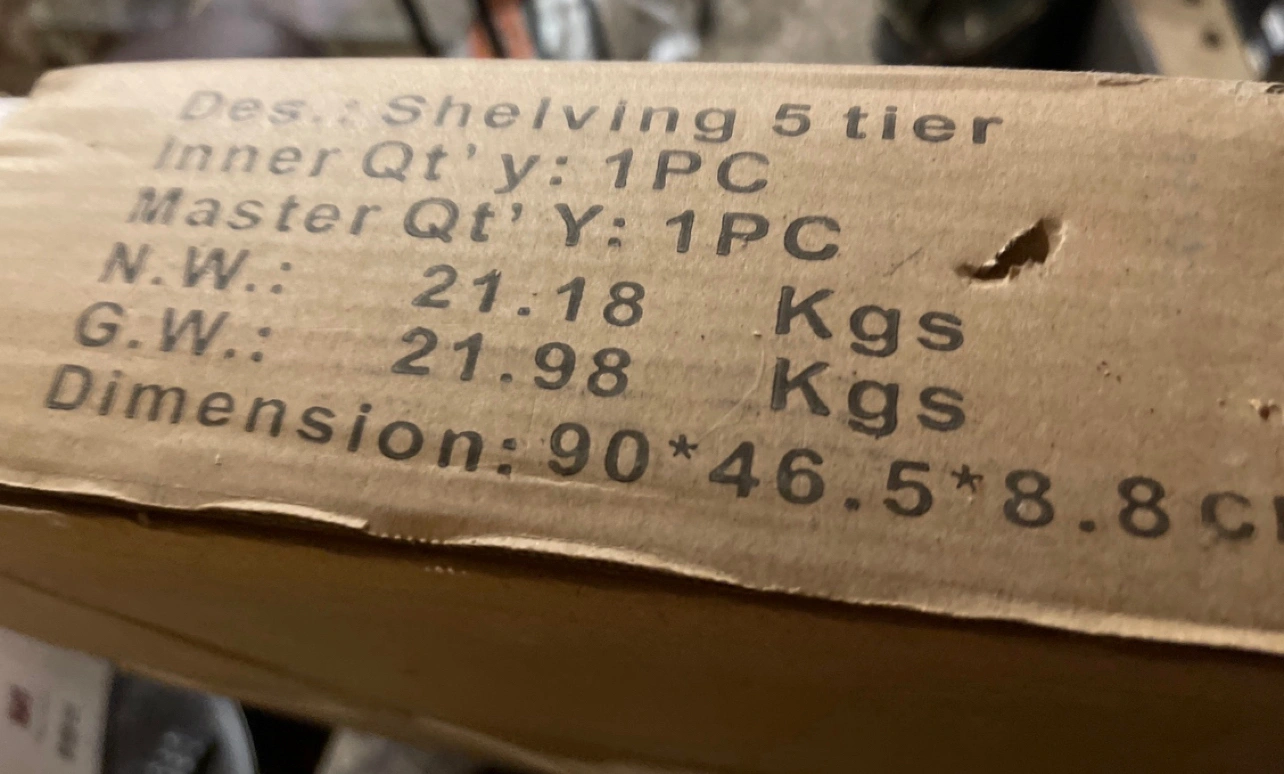 Des.: Shelving 5 tier
Inner Qt'y: 1PC
Master Qt'Y: 1PC
N.W.: 21.18 Kgs
G.W.: 21.98 Kgs
Dimension: 90*46.5*8.8